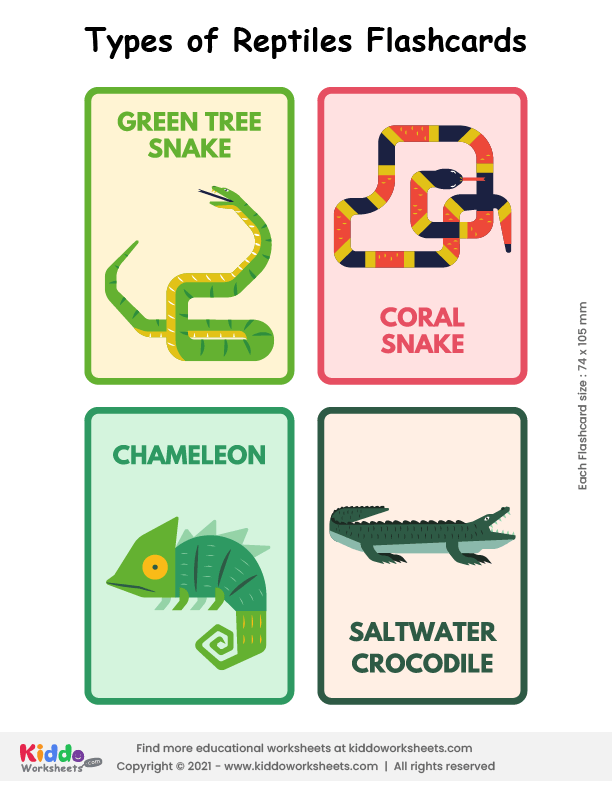 Types of Reptiles Flashcards
GREEN TREE
SNAKE
CORAL
SNAKE
CHAMELEON
SALTWATER
CROCODILE
Each Flashcard size : 74 x 105 mm
Kiddo
Worksheets.com
Find more educational worksheets at kiddoworksheets.com
Copyright © 2021 - www.kiddoworksheets.com | All rights reserved